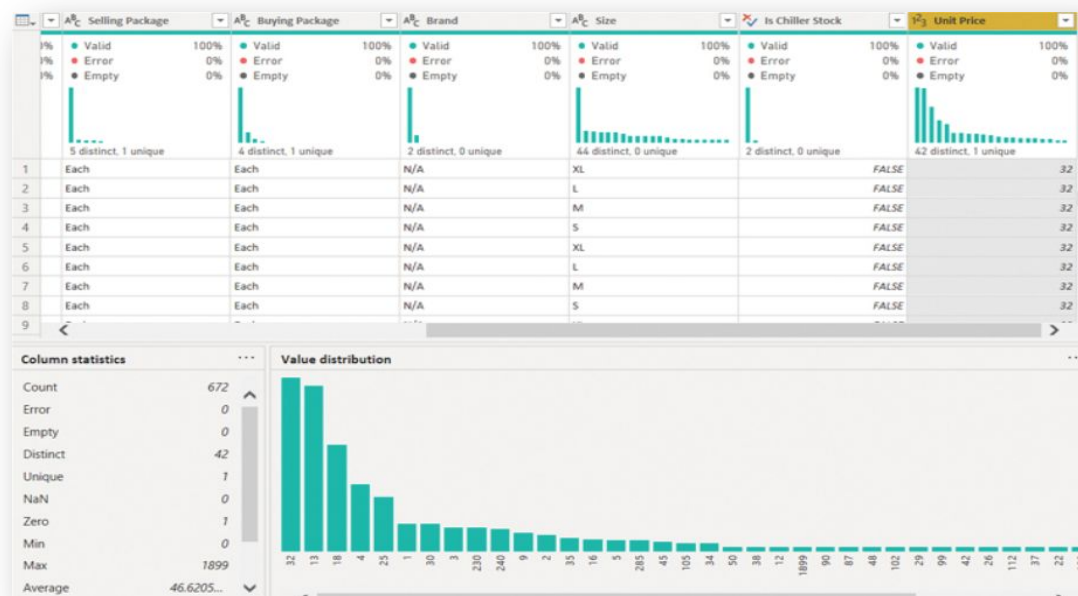 ABC Selling Package ABC Buying Package ABC Brand ABC Size Is Chiller Stock 123 Unit Price
% Valid 100% Valid 100% Valid 100% Valid 100% Valid 100% Valid 100%
% Error 0% Error 0% Error 0% Error 0% Error 0% Error 0%
% Empty 0% Empty 0% Empty 0% Empty 0% Empty 0% Empty 0%
5 distinct, 1 unique 4 distinct, 1 unique 2 distinct, 0 unique 44 distinct, 0 unique 2 distinct, 0 unique 42 distinct, 1 unique
1 Each Each N/A XL FALSE 32
2 Each Each N/A L FALSE 32
3 Each Each N/A M FALSE 32
4 Each Each N/A S FALSE 32
5 Each Each N/A XL FALSE 32
6 Each Each N/A L FALSE 32
7 Each Each N/A M FALSE 32
8 Each Each N/A S FALSE 32
9
Column statistics ...
Count 672
Error 0
Empty 0
Distinct 42
Unique 1
NaN 0
Zero 1
Min 0
Max 1899
Average 46.6205...
Value distribution
32 13 18 4 25 1 30 3 230 240 9 2 35 16 5 285 45 105 34 50 38 12 1899 90 87 48 102 29 99 42 26 112 37 22